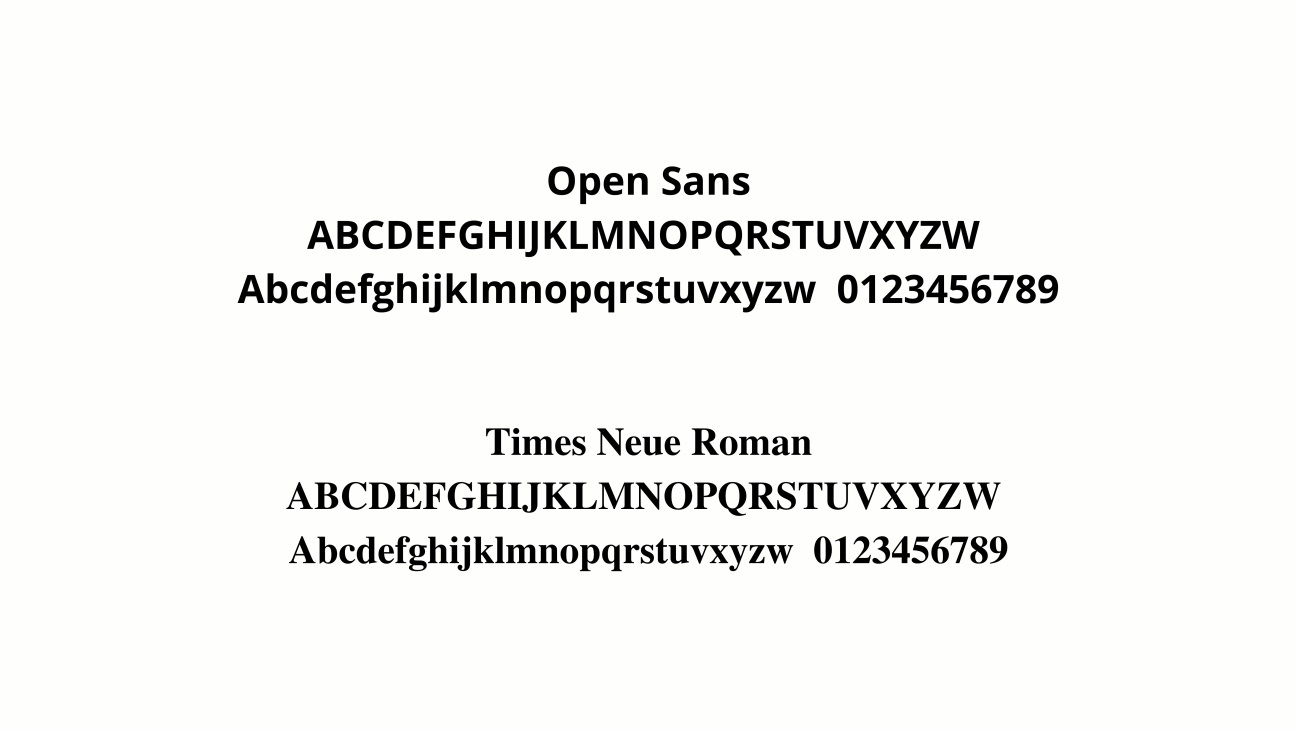 Open Sans
ABCDEFGHIJKLMNOPQRSTUVXYZW
Abcdefghijklmnopqrstuvxyzw 0123456789
Times Neue Roman
ABCDEFGHIJKLMNOPQRSTUVXYZW
Abcdefghijklmnopqrstuvxyzw 0123456789